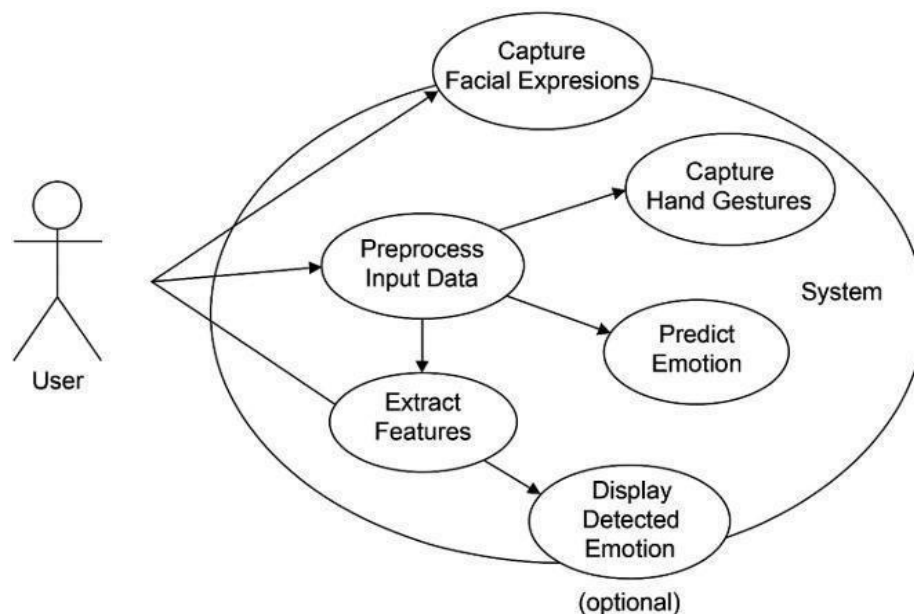 Capture
Facial Expresions
Capture
Hand Gestures
Preprocess
Input Data
System
Predict
Emotion
User
Extract
Features
Display
Detected
Emotion
(optional)